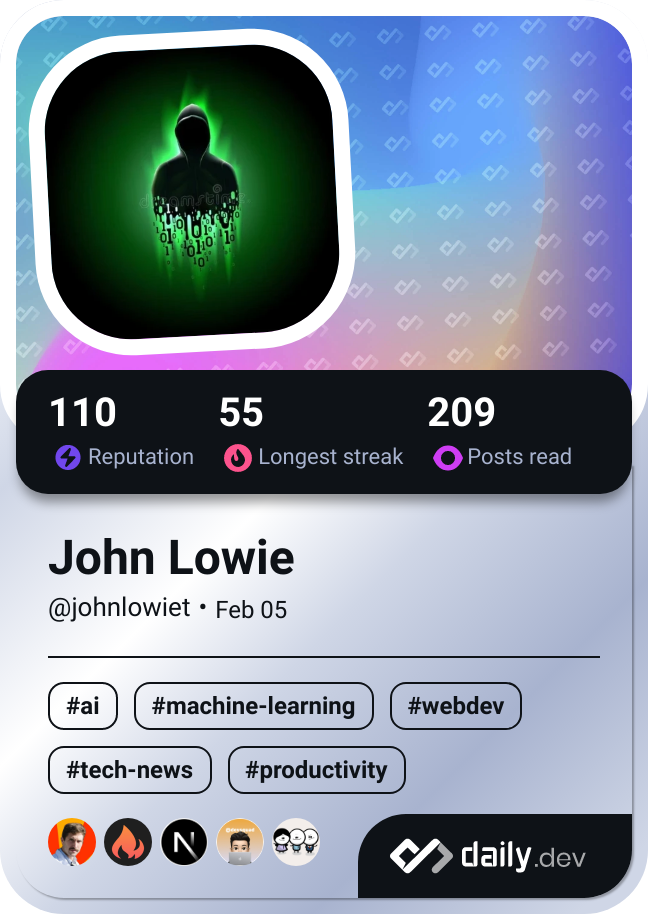 dreamstime
110 55 209
Reputation Longest streak Posts read
John Lowie
@johnlowiet • Feb 05
#ai #machine-learning #webdev
#tech-news #productivity
N
daily.dev